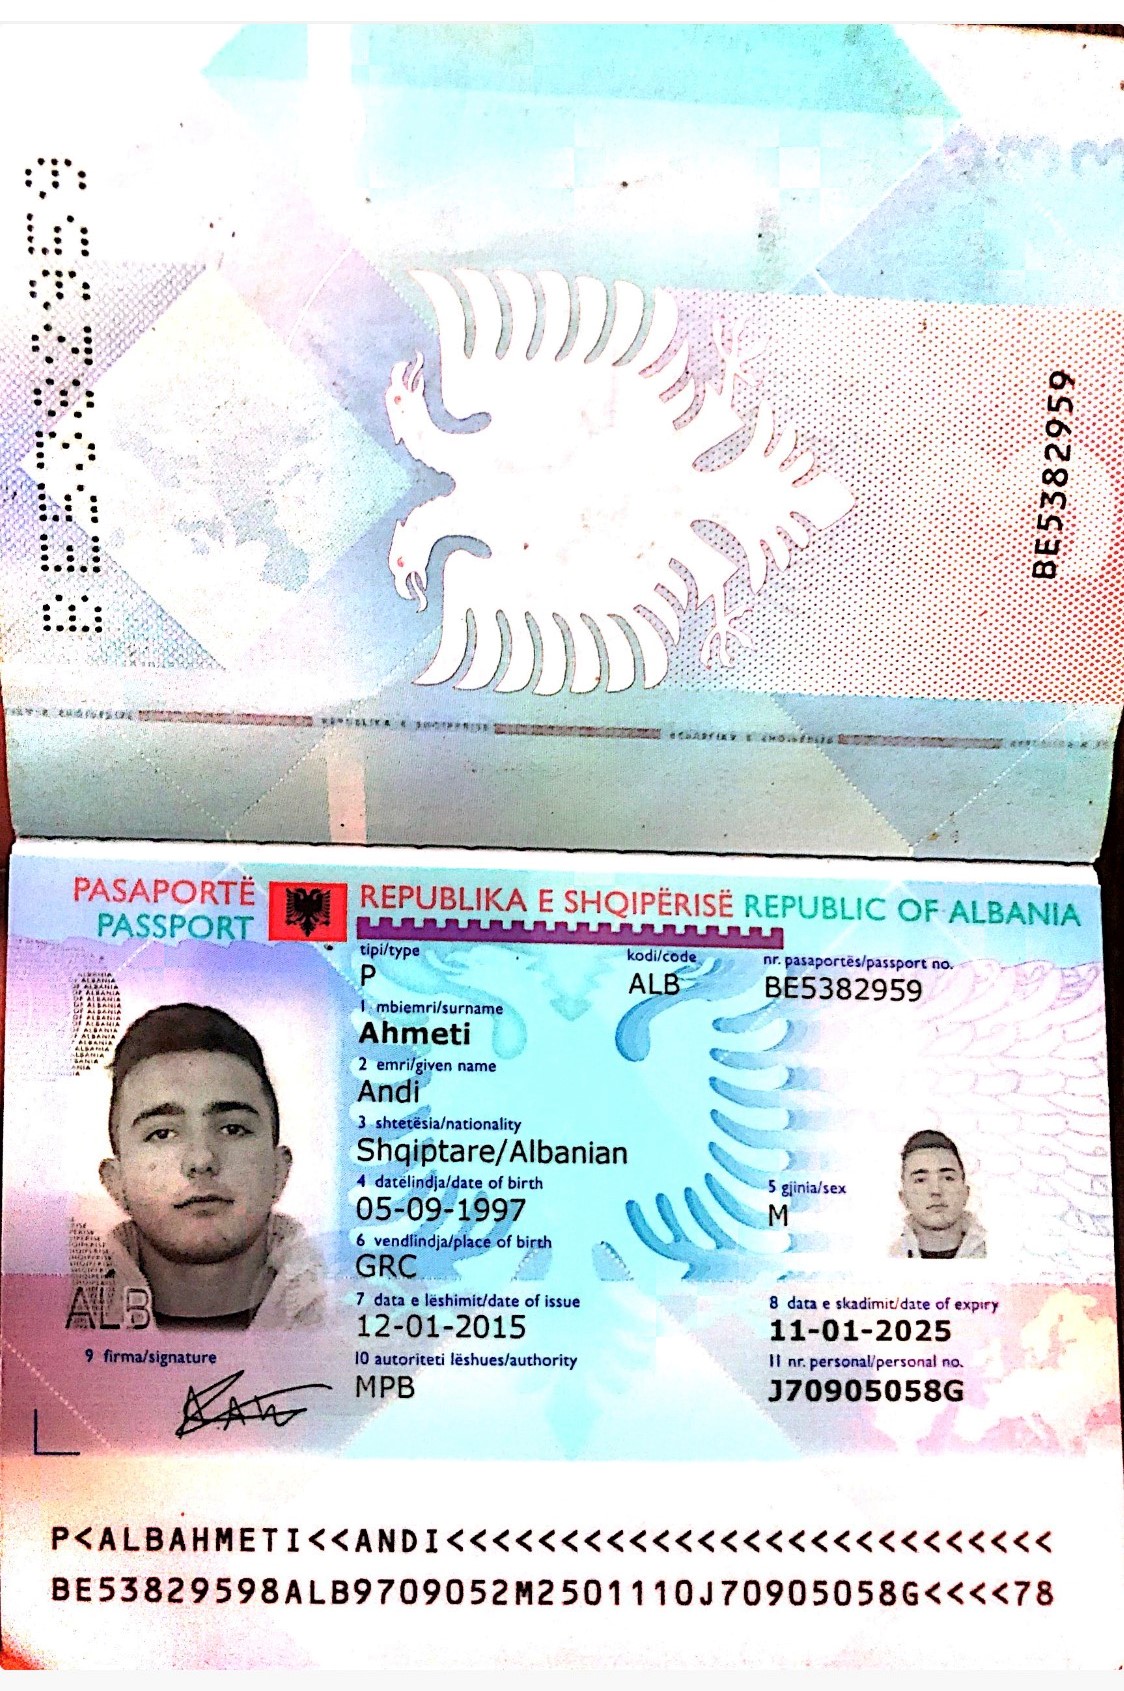 BE5382959
BE5382959
PASAPORTË
PASSPORT
REPUBLIKA E SHQIPËRISË REPUBLIC OF ALBANIA
tipi/type
kodi/code
nr. pasaportës/passport no.
P
ALB
BE5382959
1 mbiemri/surname
Ahmeti
2 emri/given name
Andi
3 shtetësia/nationality
Shqiptare/Albanian
4 datëlindja/date of birth
5 gjinia/sex
05-09-1997
M
6 vendlindja/place of birth
GRC
7 data e lëshimit/date of issue
8 data e skadimit/date of expiry
12-01-2015
11-01-2025
9 firma/signature
10 autoriteti lëshues/authority
11 nr. personal/personal no.
MPB
J70905058G
ALB
P<ALBAHMETI<<ANDI<<<<<<<<<<<<<<<<<<<<<<<<<<<
BE53829598ALB9709052M2501110J70905058G<<<<78